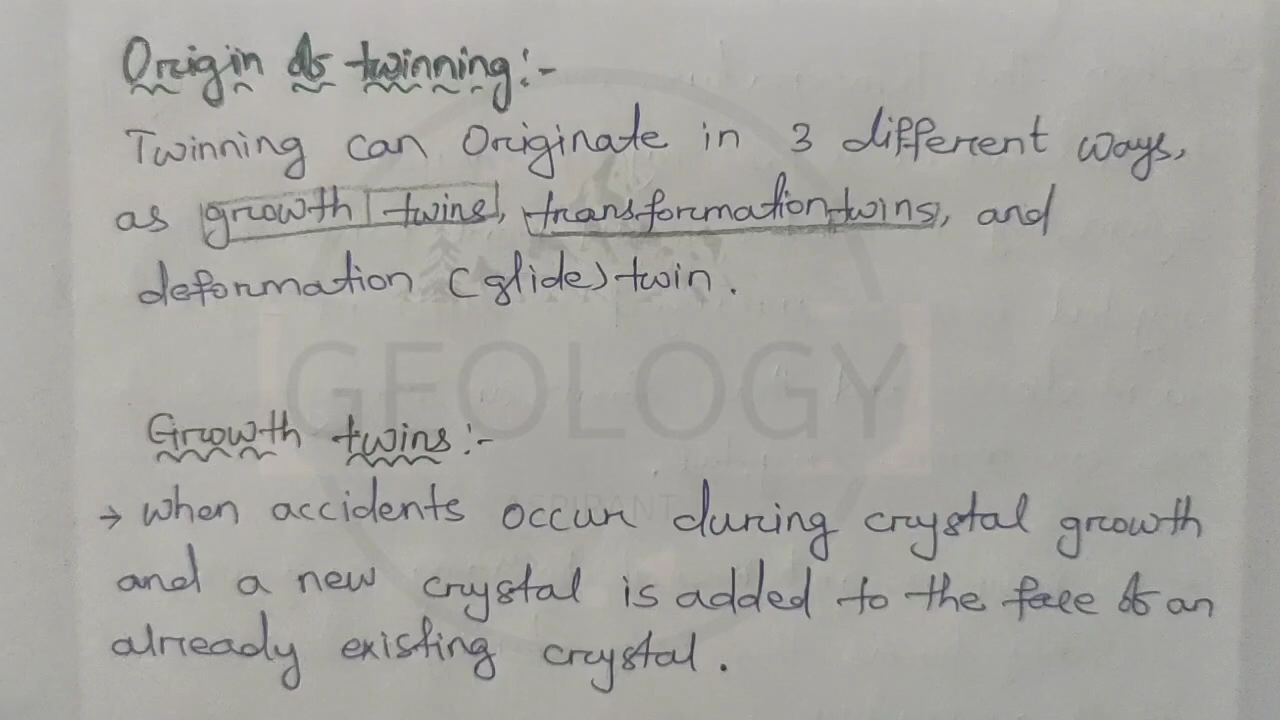 Origin of twinning:-
Twinning can Originate in 3 different ways,
as growth twins, transformation twins, and
deformation (glide) twin.
GEOLOGY
Growth twins:-
ASPIRANT
→ when accidents occur during crystal growth
and a new crystal is added to the face of an
already existing crystal.